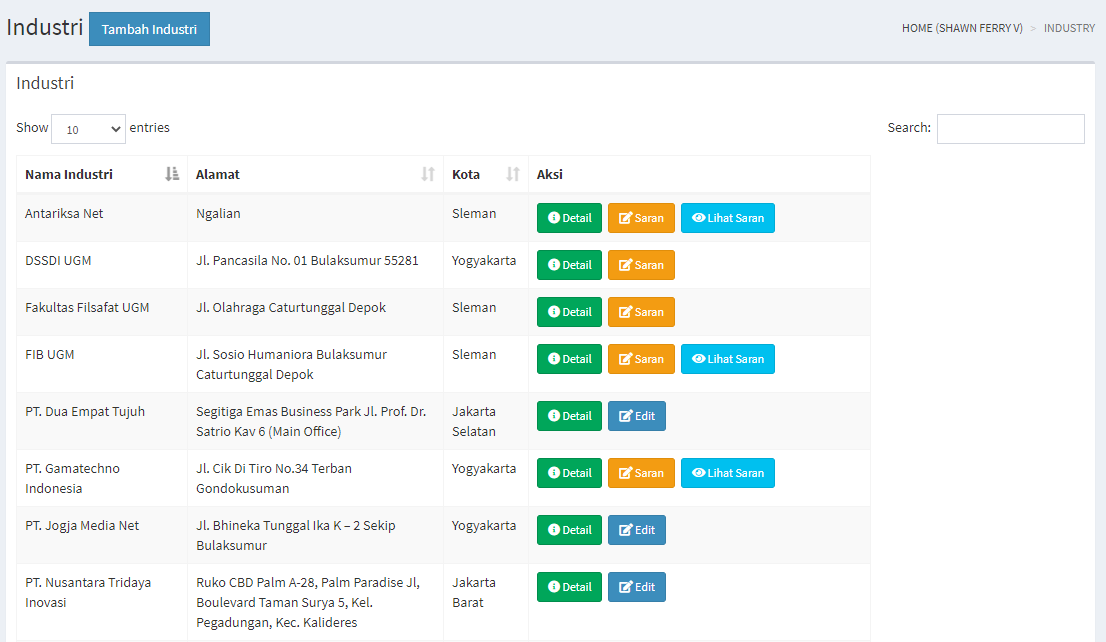 Industri Tambah Industri HOME (SHAWN FERRY V) > INDUSTRY
Industri
Show 10 entries Search:
Nama Industri Alamat Kota Aksi
Antariksa Net Ngalian Sleman Detail Saran Lihat Saran
DSSDI UGM Jl. Pancasila No. 01 Bulaksumur 55281 Yogyakarta Detail Saran
Fakultas Filsafat UGM Jl. Olahraga Caturtunggal Depok Sleman Detail Saran
FIB UGM Jl. Sosio Humaniora Bulaksumur Sleman Detail Saran Lihat Saran
Caturtunggal Depok
PT. Dua Empat Tujuh Segitiga Emas Business Park Jl. Prof. Dr. Jakarta Detail Edit
Satrio Kav 6 (Main Office) Selatan
PT. Gamatechno Jl. Cik Di Tiro No.34 Terban Yogyakarta Detail Saran Lihat Saran
Indonesia Gondokusuman
PT. Jogja Media Net Jl. Bhineka Tunggal Ika K – 2 Sekip Yogyakarta Detail Edit
Bulaksumur
PT. Nusantara Tridaya Ruko CBD Palm A-28, Palm Paradise Jl, Jakarta Detail Edit
Inovasi Boulevard Taman Surya 5, Kel. Barat
Pegadungan, Kec. Kalideres